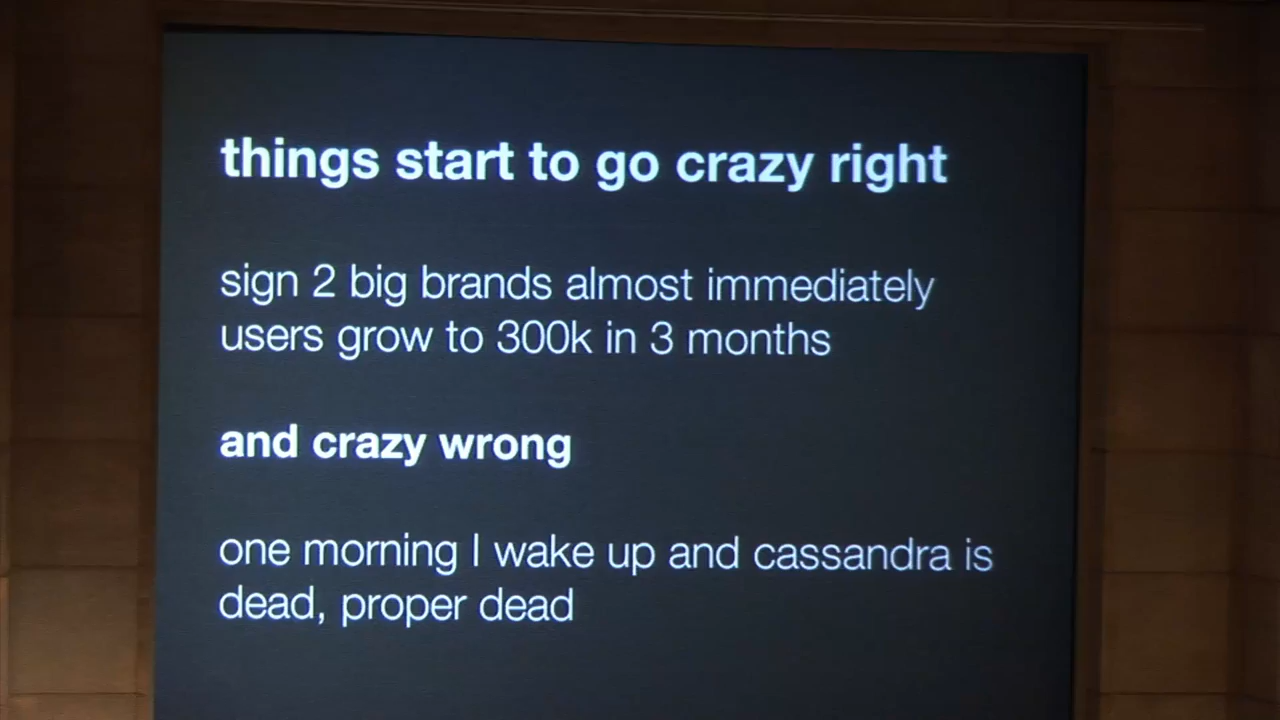 things start to go crazy right
sign 2 big brands almost immediately
users grow to 300k in 3 months
and crazy wrong
one morning I wake up and cassandra is
dead, proper dead